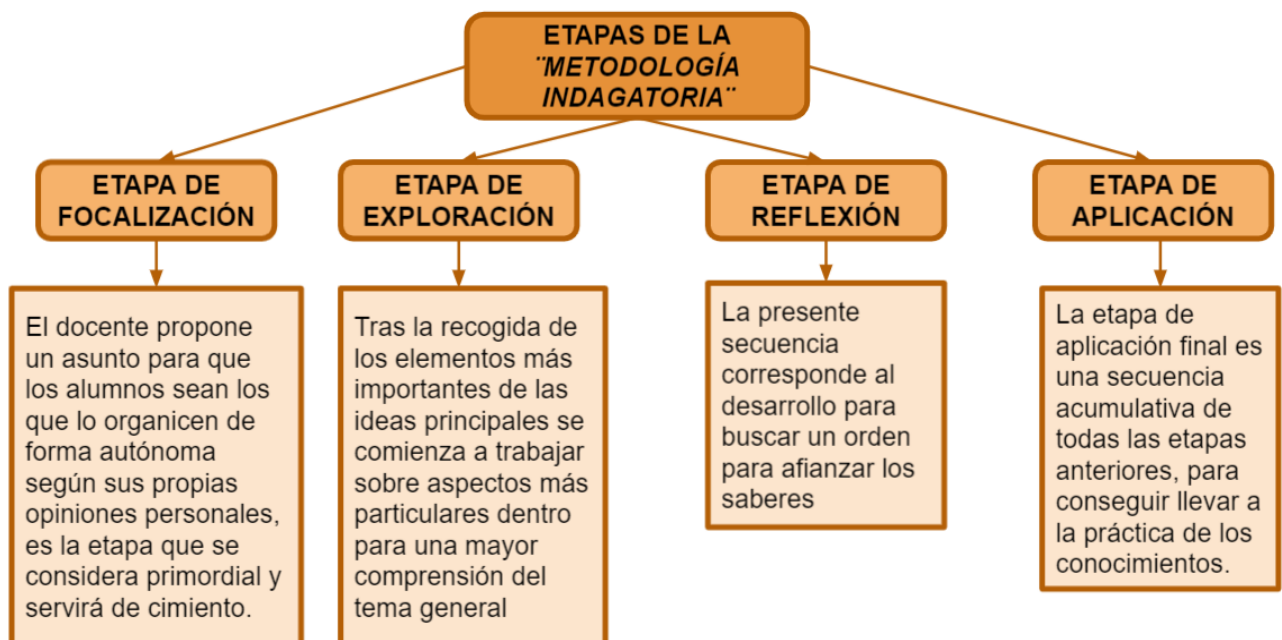 ETAPAS DE LA
¨METODOLOGÍA
INDAGATORIA¨
ETAPA DE
FOCALIZACIÓN
El docente propone
un asunto para que
los alumnos sean los
que lo organicen de
forma autónoma
según sus propias
opiniones personales,
es la etapa que se
considera primordial y
servirá de cimiento.
ETAPA DE
EXPLORACIÓN
Tras la recogida de
los elementos más
importantes de las
ideas principales se
comienza a trabajar
sobre aspectos más
particulares dentro
para una mayor
comprensión del
tema general
ETAPA DE
REFLEXIÓN
La presente
secuencia
corresponde al
desarrollo para
buscar un orden
para afianzar los
saberes
ETAPA DE
APLICACIÓN
La etapa de
aplicación final es
una secuencia
acumulativa de
todas las etapas
anteriores, para
conseguir llevar a
la práctica de los
conocimientos.